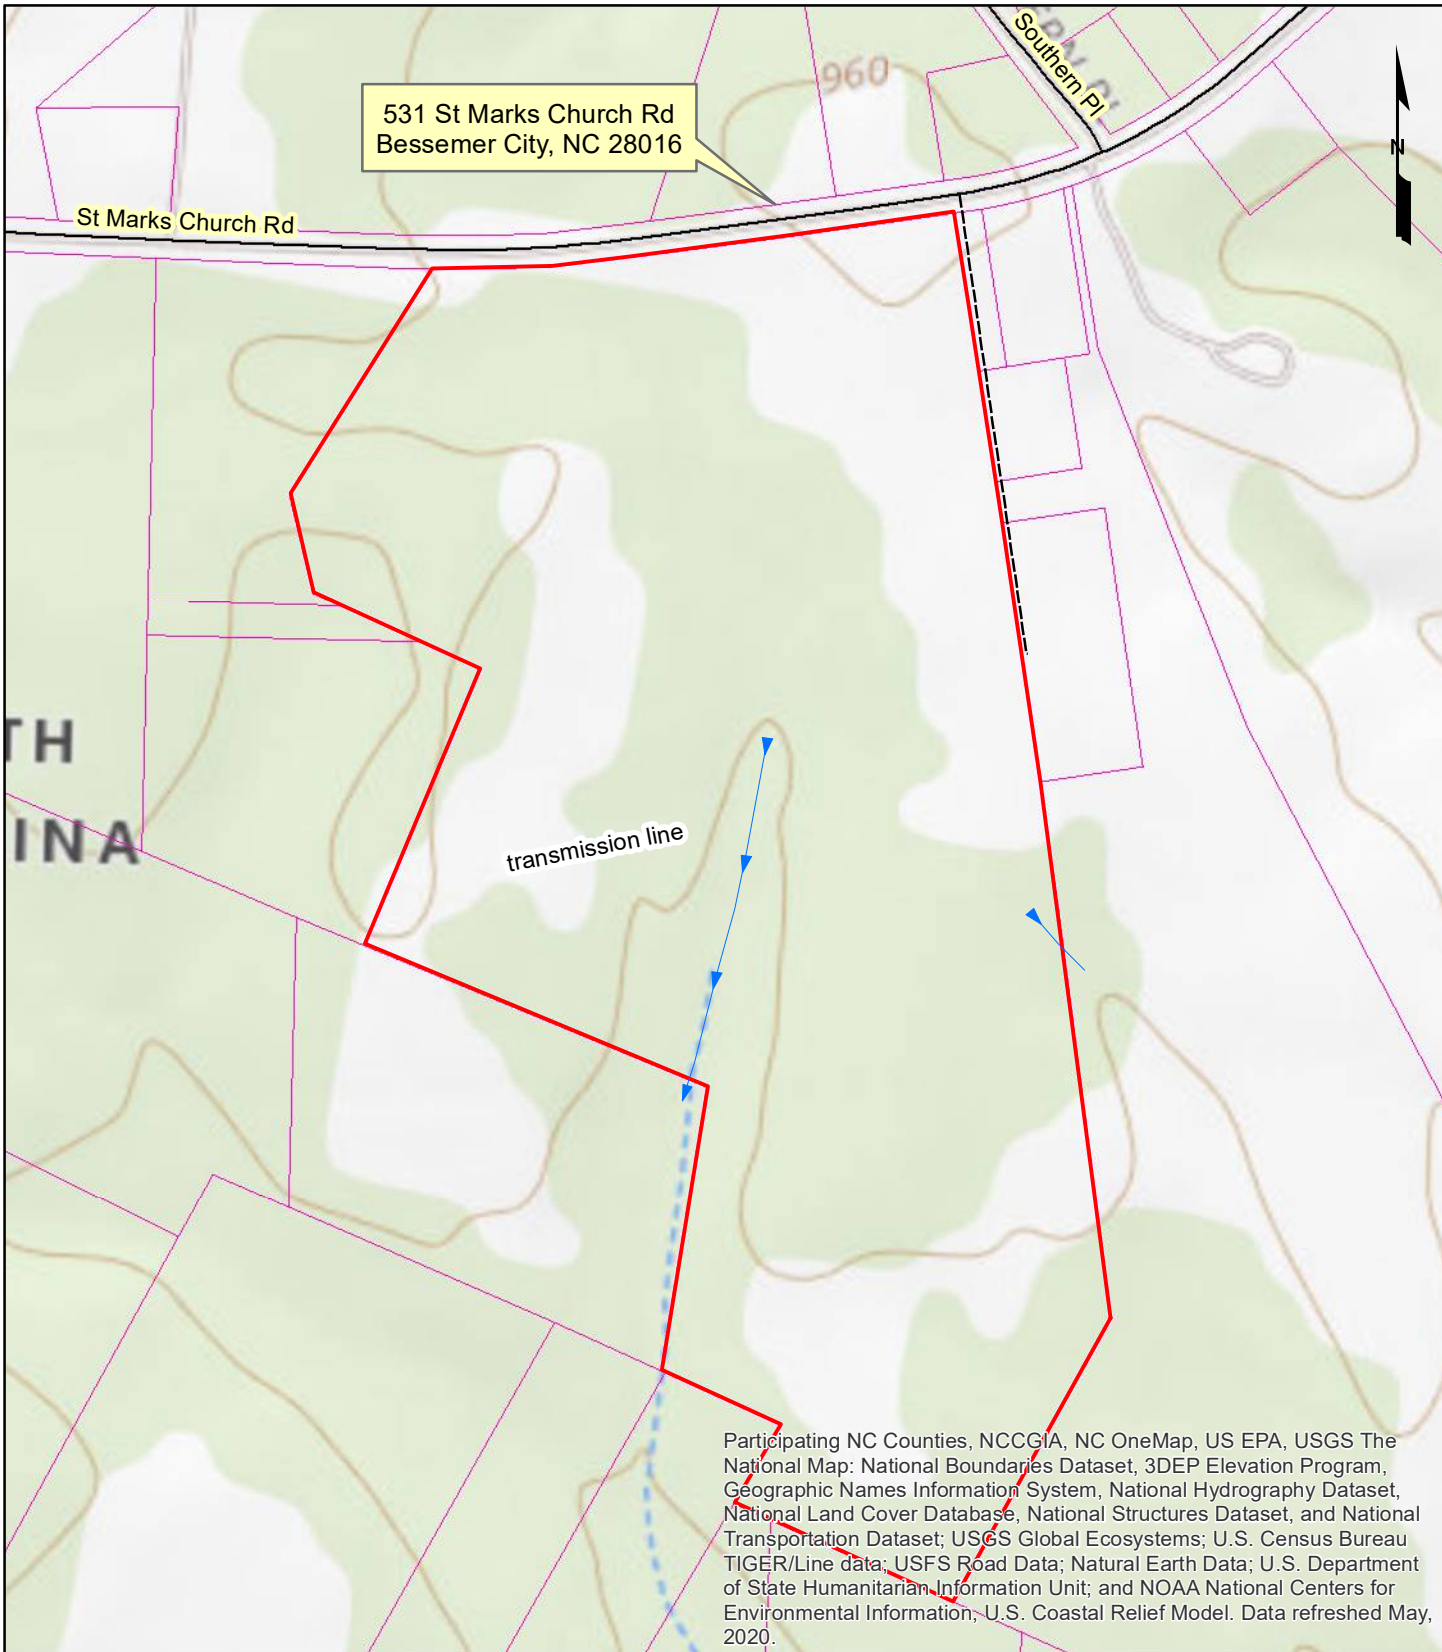 960
Southern Pl
531 St Marks Church Rd
Bessemer City, NC 28016
N
St Marks Church Rd
TH
INA
transmission line
Participating NC Counties, NCCGIA, NC OneMap, US EPA, USGS The
National Map: National Boundaries Dataset, 3DEP Elevation Program,
Geographic Names Information System, National Hydrography Dataset,
National Land Cover Database, National Structures Dataset, and National
Transportation Dataset; USGS Global Ecosystems; U.S. Census Bureau
TIGER/Line data; USFS Road Data; Natural Earth Data; U.S. Department
of State Humanitarian Information Unit; and NOAA National Centers for
Environmental Information, U.S. Coastal Relief Model. Data refreshed May,
2020.